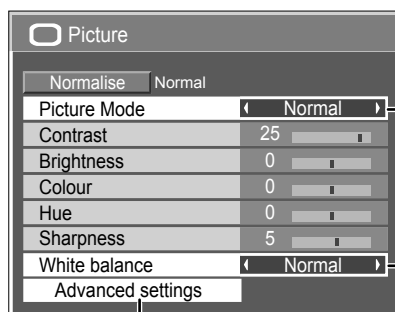 Picture
Normalise Normal
Picture Mode Normal
Contrast 25
Brightness 0
Colour 0
Hue 0
Sharpness 5
White balance Normal
Advanced settings